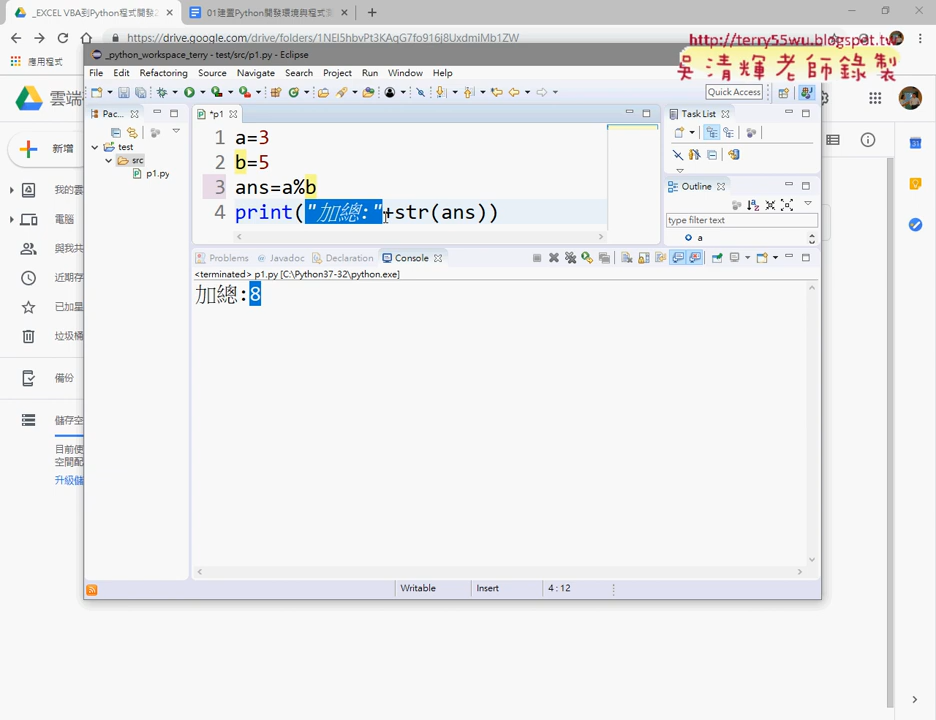 _EXCEL VBA到Python程式開發
01建置Python開發環境與程式
https://drive.google.com/drive/folders/1NEI5hbvPt3KAqG7fo916j8UxdmiMb1ZW
應用程式
http://terry55wu.blogspot.tw
吳清輝老師錄製
_python_workspace_terry - test/src/p1.py - Eclipse
File Edit Refactoring Source Navigate Search Project Run Window Help
Quick Access
雲端
新增
我的雲
電腦
與我共
近期存
已加星
垃圾桶
備份
儲存空
目前使
空間配
升級儲
Pac...
test
src
p1.py
*p1
1 a=3
2 b=5
3 ans=a%b
4 print("加總:"+str(ans))
Task List
Outline
type filter text
a
Problems Javadoc Declaration Console
<terminated> p1.py [C:\Python37-32\python.exe]
加總:8
Writable Insert 4 : 12